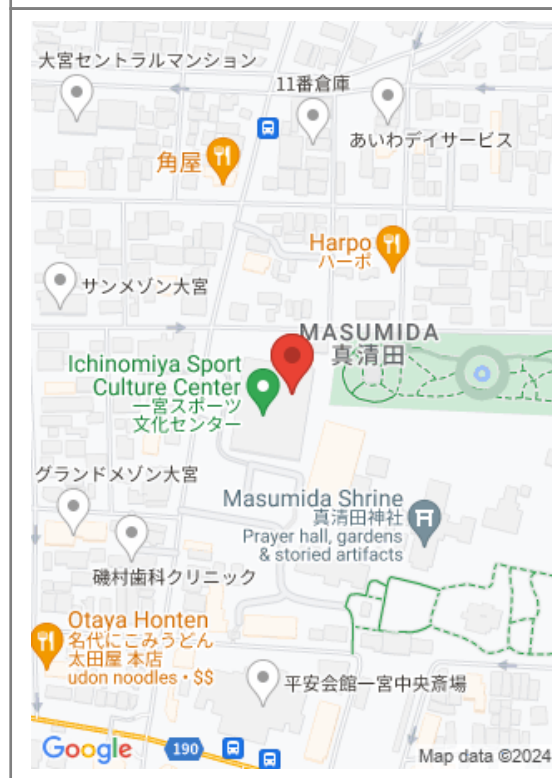 大宮セントラルマンション
11番倉庫
あいわデイサービス
角屋
Harpo
ハーポ
サンメゾン大宮
MASUMIDA
真清田
Ichinomiya Sport
Culture Center
一宮スポーツ
文化センター
グランドメゾン大宮
Masumida Shrine
真清田神社
Prayer hall, gardens
& storied artifacts
磯村歯科クリニック
Otaya Honten
名代にこみうどん
太田屋 本店
udon noodles • $$
平安会館一宮中央斎場
Google
190
Map data ©2024